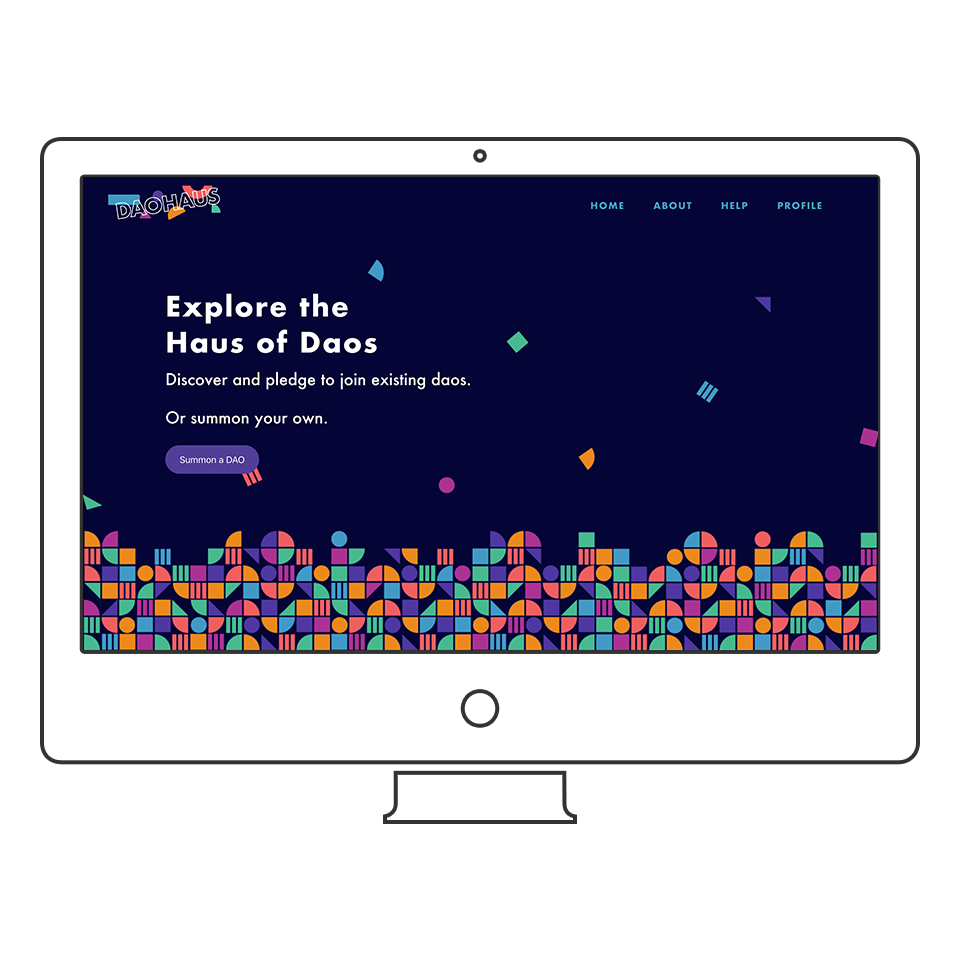 DAOHAUS
HOME ABOUT HELP PROFILE
Explore the
Haus of Daos
Discover and pledge to join existing daos.
Or summon your own.
Summon a DAO